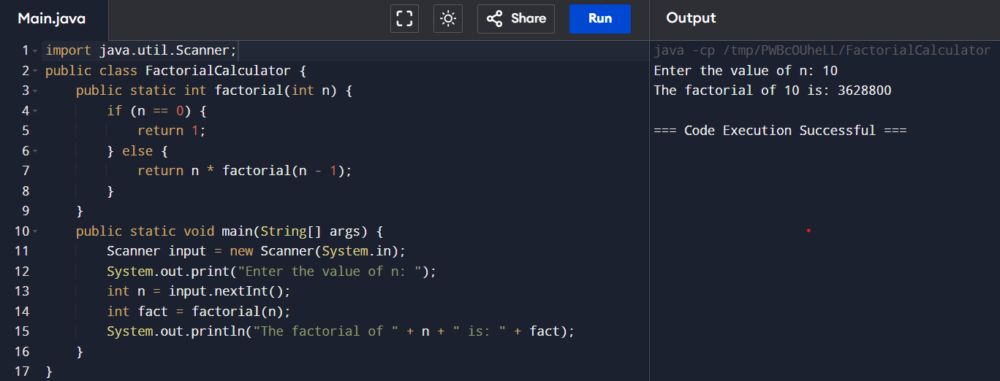 Main.java
Share
Run
Output
1 import java.util.Scanner;
2 public class FactorialCalculator {
3     public static int factorial(int n) {
4         if (n == 0) {
5             return 1;
6         } else {
7             return n * factorial(n - 1);
8         }
9     }
10     public static void main(String[] args) {
11         Scanner input = new Scanner(System.in);
12         System.out.print("Enter the value of n: ");
13         int n = input.nextInt();
14         int fact = factorial(n);
15         System.out.println("The factorial of " + n + " is: " + fact);
16     }
17 }
java -cp /tmp/PWBcOUheLL/FactorialCalculator
Enter the value of n: 10
The factorial of 10 is: 3628800
=== Code Execution Successful ===